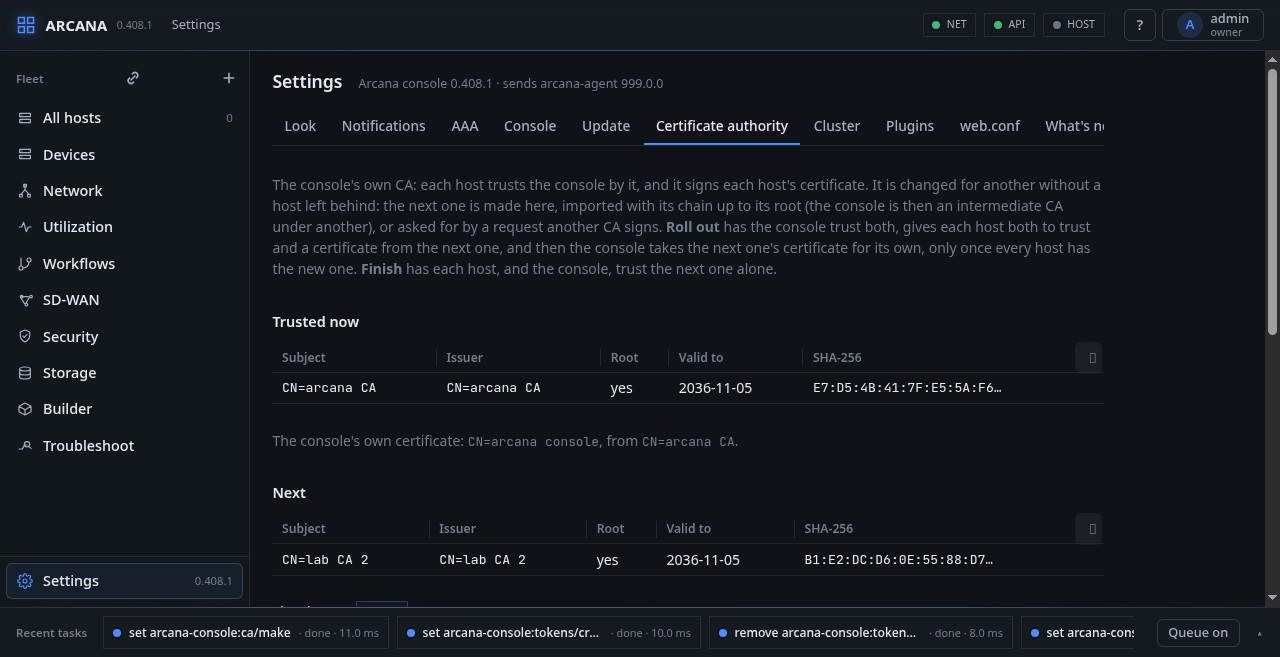 ARCANA 0.408.1 Settings NET API HOST ? A admin
owner
Fleet
All hosts 0
Devices
Network
Utilization
Workflows
SD-WAN
Security
Storage
Builder
Troubleshoot
Settings 0.408.1
Settings Arcana console 0.408.1 · sends arcana-agent 999.0.0
Look Notifications AAA Console Update Certificate authority Cluster Plugins web.conf What's
The console's own CA: each host trusts the console by it, and it signs each host's certificate. It is changed for another without a
host left behind: the next one is made here, imported with its chain up to its root (the console is then an intermediate CA
under another), or asked for by a request another CA signs. Roll out has the console trust both, gives each host both to trust
and a certificate from the next one, and then the console takes the next one's certificate for its own, only once every host has
the new one. Finish has each host, and the console, trust the next one alone.
Trusted now
Subject Issuer Root Valid to SHA-256
CN=arcana CA CN=arcana CA yes 2036-11-05 E7:D5:4B:41:7F:E5:5A:F6…
The console's own certificate: CN=arcana console, from CN=arcana CA.
Next
Subject Issuer Root Valid to SHA-256
CN=lab CA 2 CN=lab CA 2 yes 2036-11-05 B1:E2:DC:D6:0E:55:88:D7…
Recent tasks set arcana-console:ca/make · done · 11.0 ms set arcana-console:tokens/cr… · done · 10.0 ms remove arcana-console:token… · done · 8.0 ms set arcana-cons Queue on